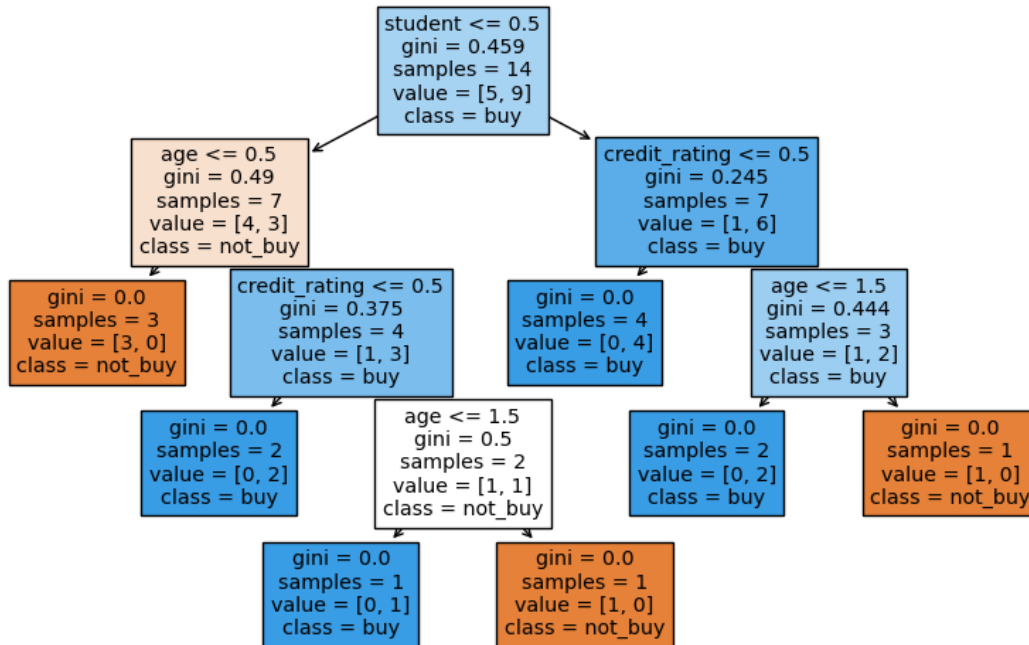 student <= 0.5
gini = 0.459
samples = 14
value = [5, 9]
class = buy
age <= 0.5
gini = 0.49
samples = 7
value = [4, 3]
class = not_buy
credit_rating <= 0.5
gini = 0.245
samples = 7
value = [1, 6]
class = buy
gini = 0.0
samples = 3
value = [3, 0]
class = not_buy
credit_rating <= 0.5
gini = 0.375
samples = 4
value = [1, 3]
class = buy
gini = 0.0
samples = 4
value = [0, 4]
class = buy
age <= 1.5
gini = 0.444
samples = 3
value = [1, 2]
class = buy
gini = 0.0
samples = 2
value = [0, 2]
class = buy
age <= 1.5
gini = 0.5
samples = 2
value = [1, 1]
class = not_buy
gini = 0.0
samples = 2
value = [0, 2]
class = buy
gini = 0.0
samples = 1
value = [1, 0]
class = not_buy
gini = 0.0
samples = 1
value = [0, 1]
class = buy
gini = 0.0
samples = 1
value = [1, 0]
class = not_buy